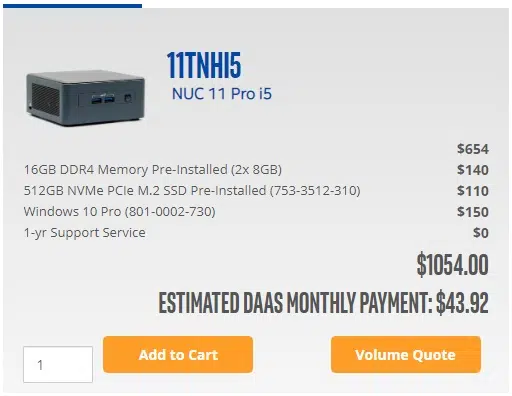 11TNHI5
NUC 11 Pro i5
$654
16GB DDR4 Memory Pre-Installed (2x 8GB) $140
512GB NVMe PCIe M.2 SSD Pre-Installed (753-3512-310) $110
Windows 10 Pro (801-0002-730) $150
1-yr Support Service $0
$1054.00
ESTIMATED DAAS MONTHLY PAYMENT: $43.92
1 Add to Cart Volume Quote